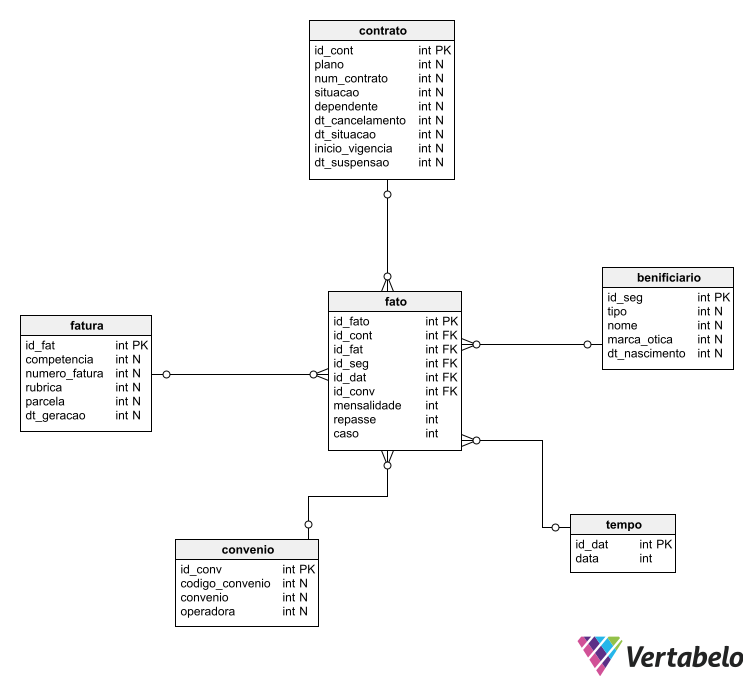 contrato
id_cont int PK
plano int N
num_contrato int N
situacao int N
dependente int N
dt_cancelamento int N
dt_situacao int N
inicio_vigencia int N
dt_suspensao int N
benificiario
id_seg int PK
tipo int N
nome int N
marca_otica int N
dt_nascimento int N
fato
id_fato int PK
id_cont int FK
id_fat int FK
id_seg int FK
id_dat int FK
id_conv int FK
mensalidade int
repasse int
caso int
fatura
id_fat int PK
competencia int N
numero_fatura int N
rubrica int N
parcela int N
dt_geracao int N
tempo
id_dat int PK
data int
convenio
id_conv int PK
codigo_convenio int N
convenio int N
operadora int N
Vertabelo